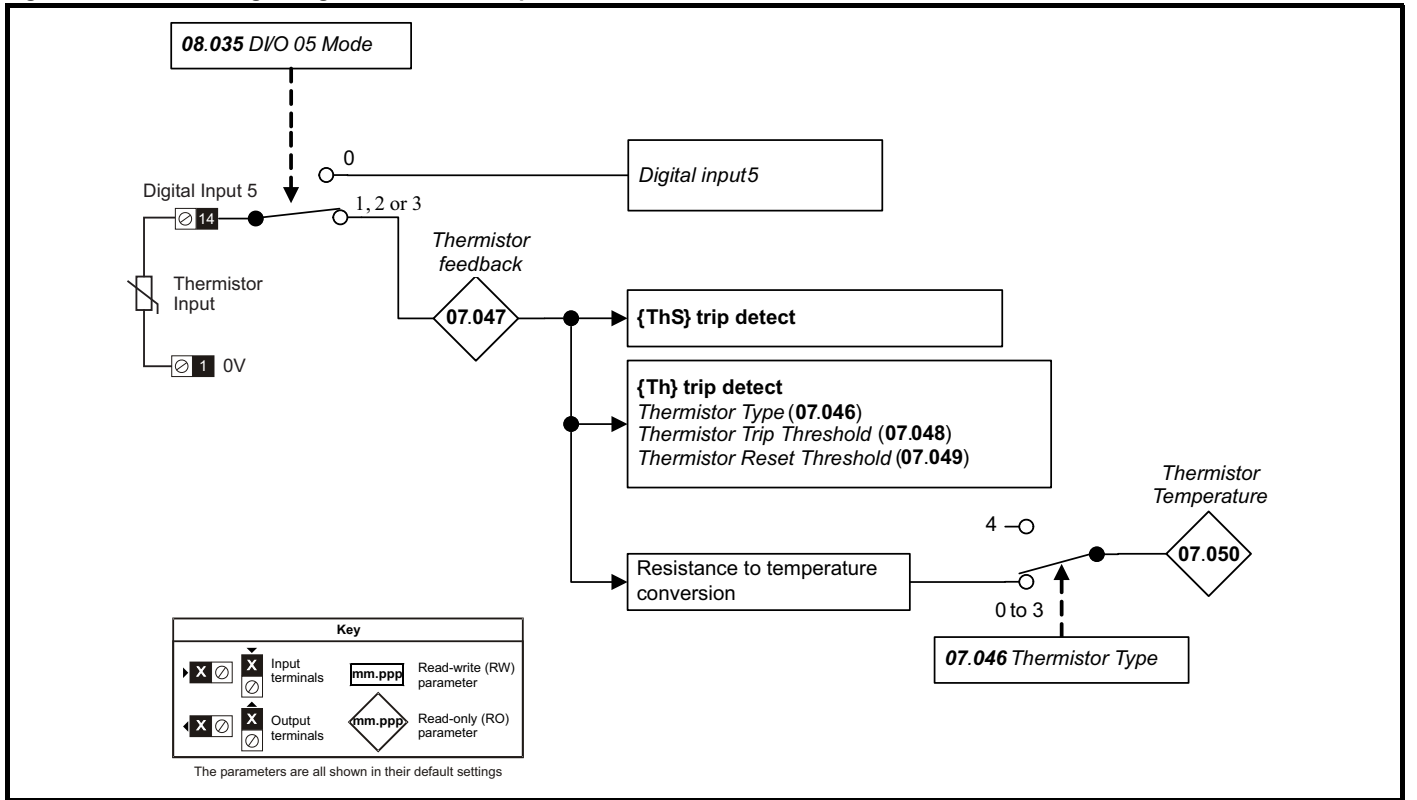 08.035 DI/O 05 Mode
0
Digital input5
Digital Input 5
14
1, 2 or 3
Thermistor
feedback
Thermistor
Input
07.047
{ThS} trip detect
1 0V
{Th} trip detect
Thermistor Type (07.046)
Thermistor Trip Threshold (07.048)
Thermistor Reset Threshold (07.049)
Thermistor
Temperature
4
07.050
Resistance to temperature
conversion
0 to 3
07.046 Thermistor Type
Key
X
X
Input
terminals
mm.ppp
Read-write (RW)
parameter
X
X
Output
terminals
mm.ppp
Read-only (RO)
parameter
The parameters are all shown in their default settings